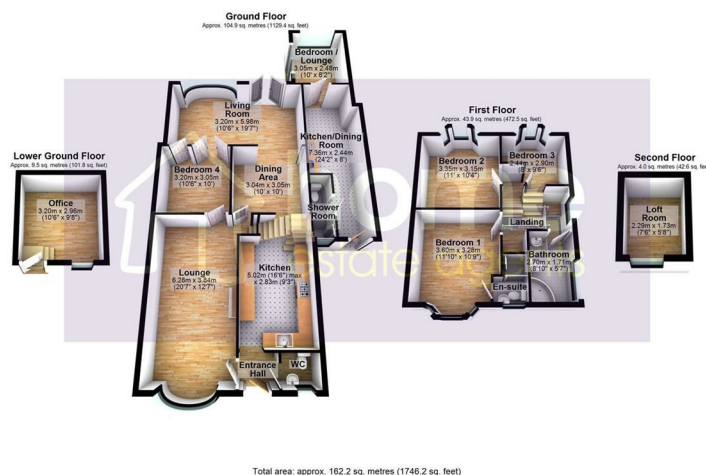 Ground Floor
Approx. 104.9 sq. metres (1129.4 sq. feet)
Bedroom /
Lounge
3.05m x 2.48m
(10' x 8'2")
Living
Room
3.20m x 5.98m
(10'6" x 19'7")
Kitchen/Dining
Room
7.36m x 2.44m
(24'2" x 8')
Bedroom 4
3.20m x 3.05m
(10'6" x 10')
Dining
Area
3.04m x 3.05m
(10' x 10')
Shower
Room
Lounge
6.28m x 3.84m
(20'7" x 12'7")
Kitchen
5.02m (16'6") max
x 2.83m (9'3")
Entrance
Hall
WC
Lower Ground Floor
Approx. 9.5 sq. metres (101.8 sq. feet)
Office
3.20m x 2.96m
(10'6" x 9'8")
First Floor
Approx. 43.9 sq. metres (472.5 sq. feet)
Bedroom 2
3.35m x 3.15m
(11' x 10'4")
Bedroom 3
2.44m x 2.90m
(8' x 9'6")
Landing
Bedroom 1
3.60m x 3.28m
(11'10" x 10'9")
Bathroom
2.70m x 1.71m
(8'10" x 5'7")
En-suite
Second Floor
Approx. 4.0 sq. metres (42.6 sq. feet)
Loft
Room
2.29m x 1.73m
(7'6" x 5'8")
home
estate agents
Total area: approx. 162.2 sq. metres (1746.2 sq. feet)